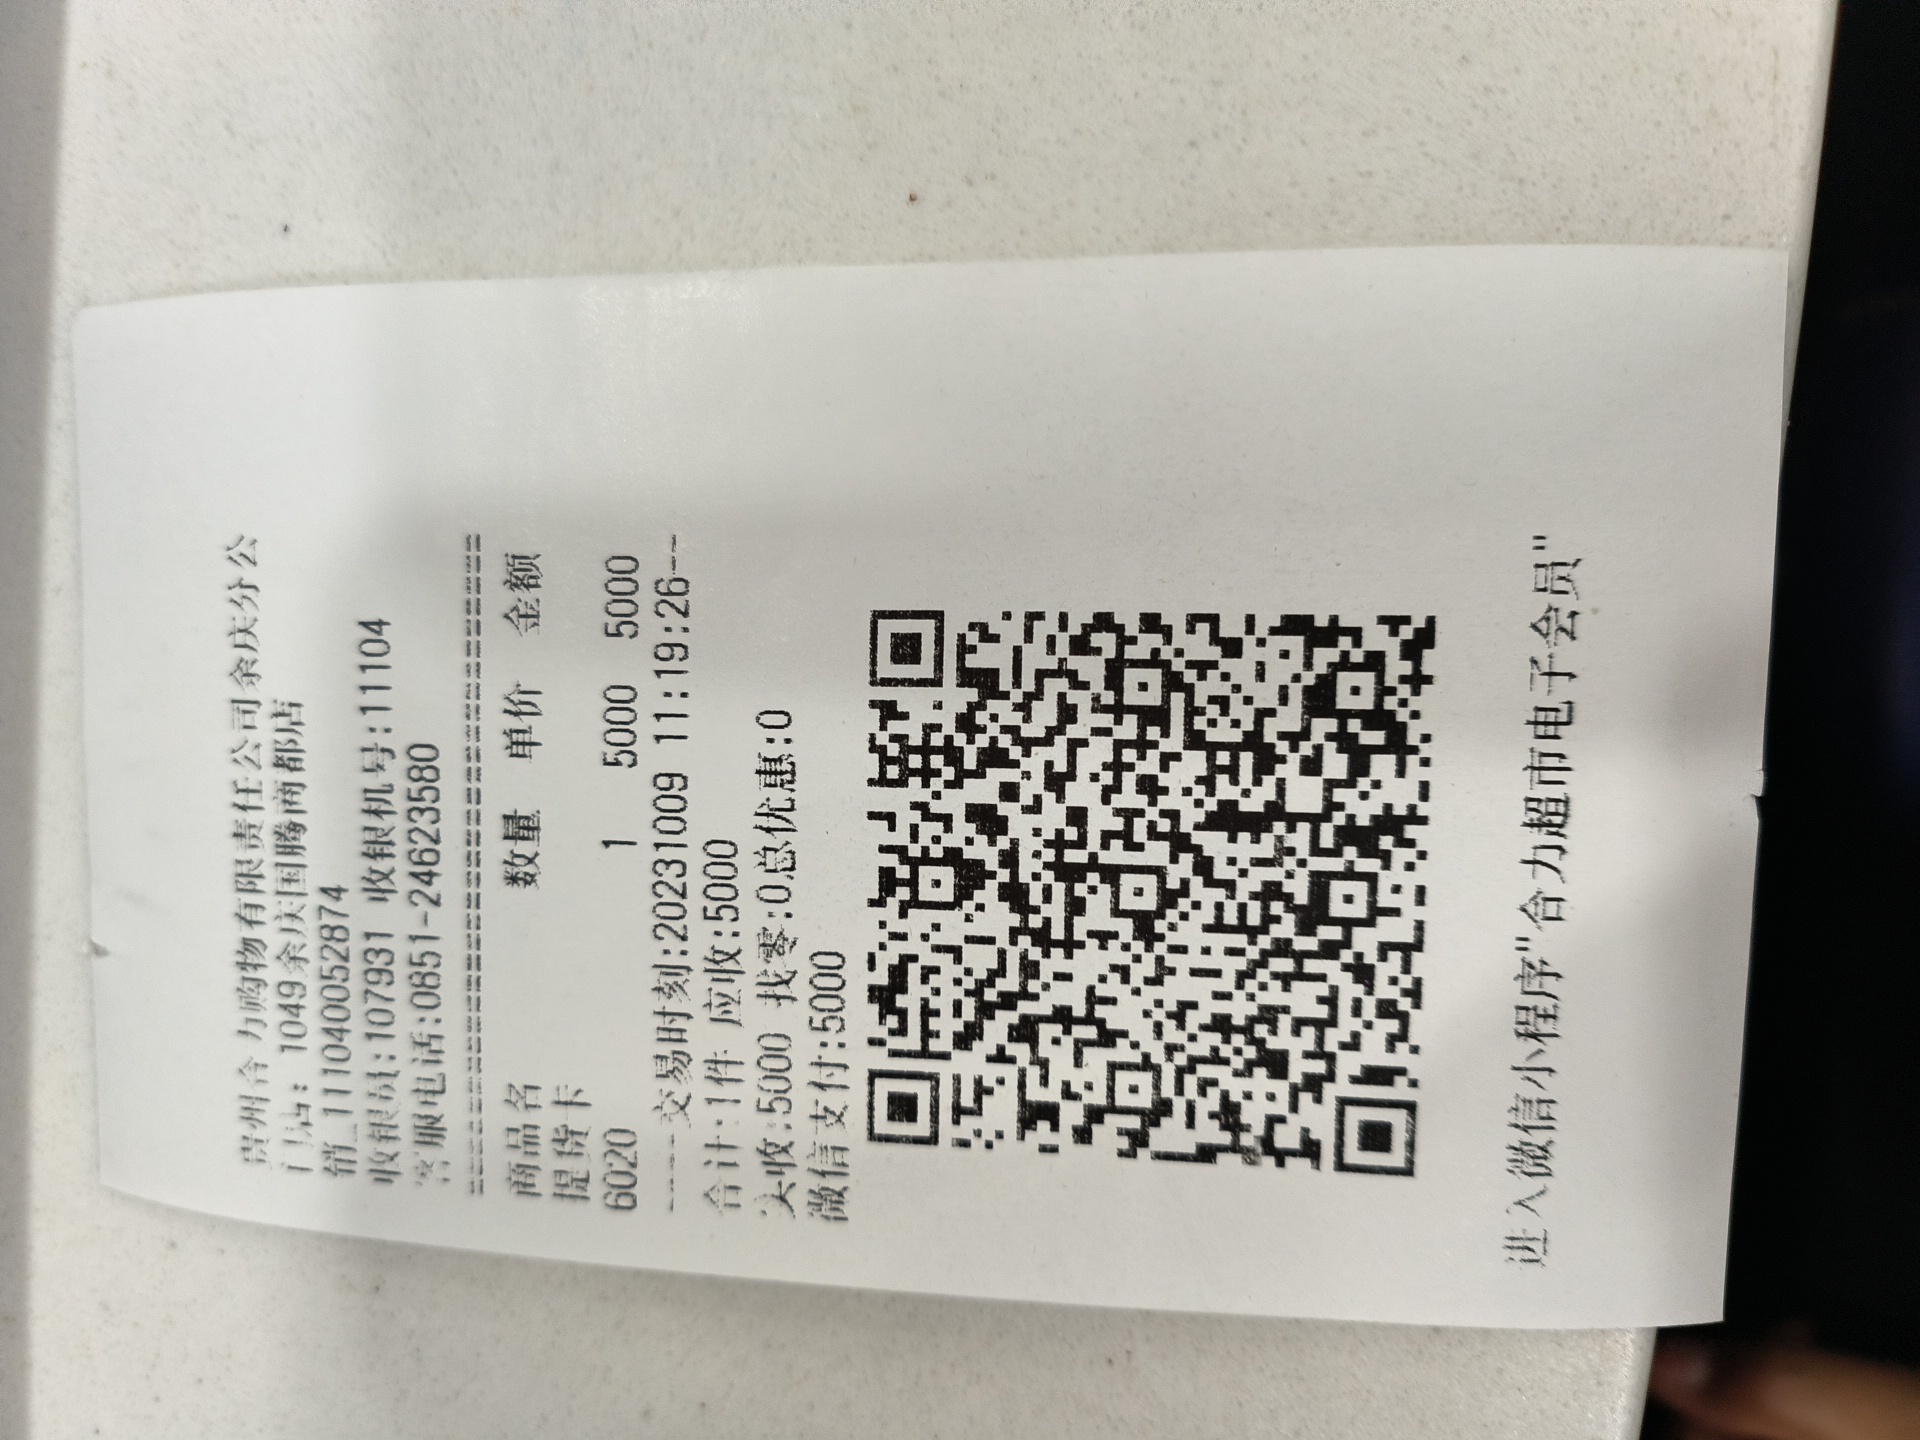 贵州合力购物有限责任公司余庆分公
门店: 1049余庆国腾商都店
销_111040052874
收银员:107931 收银机号:11104
客服电话:0851-24623580
================================
商品名 数量 单价 金额
提货卡
6020 1 5000 5000
-----交易时刻:20231009 11:19:26---
合计:1件 应收:5000
实收:5000 找零:0总优惠:0
微信支付:5000
进入微信小程序"合力超市电子会员"